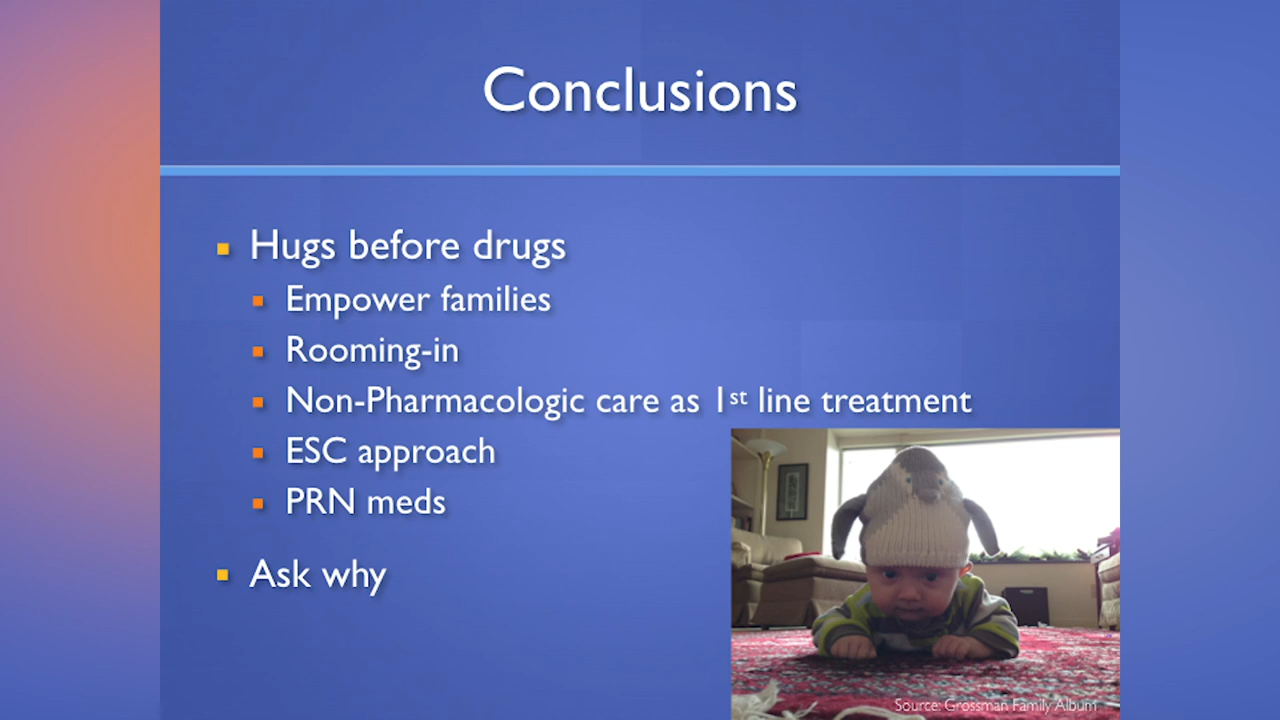 Conclusions
Hugs before drugs
Empower families
Rooming-in
Non-Pharmacologic care as 1st line treatment
ESC approach
PRN meds
Ask why
Source: Grossman Family Album